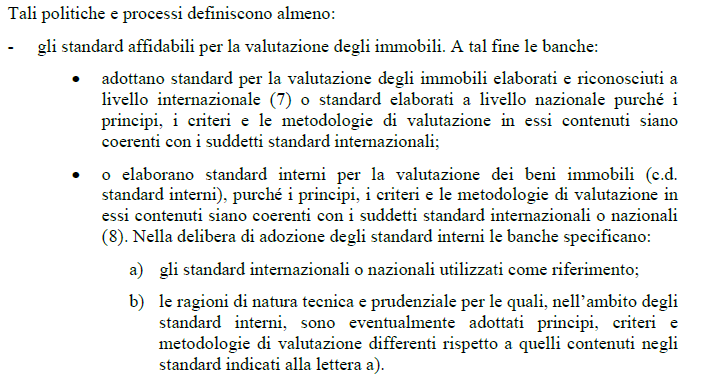 Tali politiche e processi definiscono almeno:
- gli standard affidabili per la valutazione degli immobili. A tal fine le banche:
• adottano standard per la valutazione degli immobili elaborati e riconosciuti a
livello internazionale (7) o standard elaborati a livello nazionale purché i
principi, i criteri e le metodologie di valutazione in essi contenuti siano
coerenti con i suddetti standard internazionali;
• o elaborano standard interni per la valutazione dei beni immobili (c.d.
standard interni), purché i principi, i criteri e le metodologie di valutazione in
essi contenuti siano coerenti con i suddetti standard internazionali o nazionali
(8). Nella delibera di adozione degli standard interni le banche specificano:
a) gli standard internazionali o nazionali utilizzati come riferimento;
b) le ragioni di natura tecnica e prudenziale per le quali, nell’ambito degli
standard interni, sono eventualmente adottati principi, criteri e
metodologie di valutazione differenti rispetto a quelli contenuti negli
standard indicati alla lettera a).